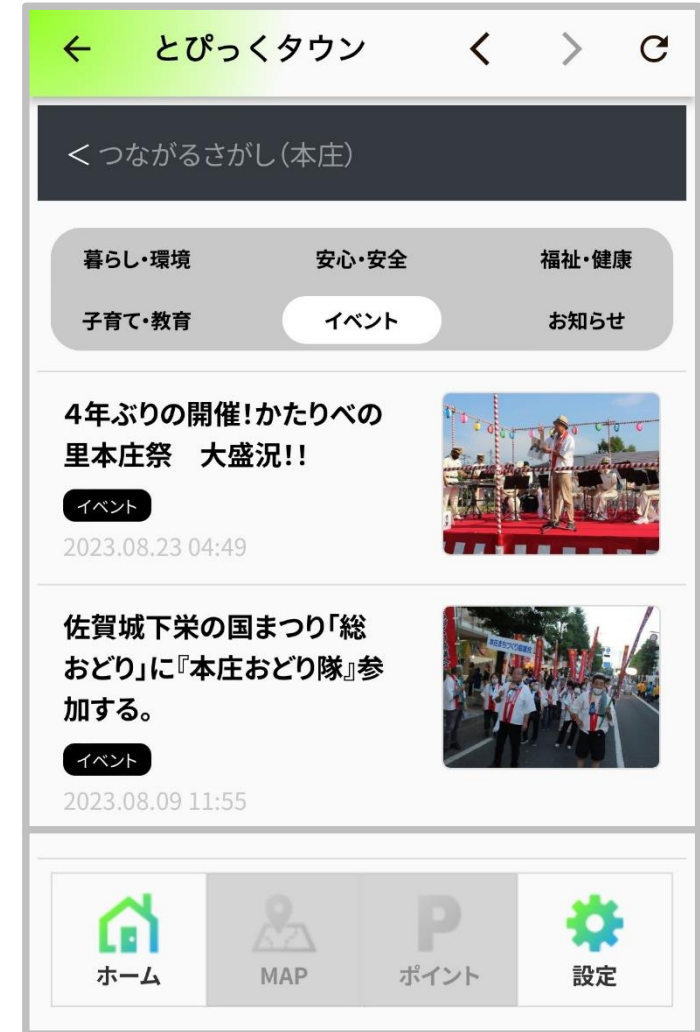 ← とぴっくタウン < > C
< つながるさがし(本庄)
暮らし・環境 安心・安全 福祉・健康
子育て・教育 イベント お知らせ
4年ぶりの開催!かたりべの
里本庄祭　大盛況!!
イベント
2023.08.23 04:49
佐賀城下栄の国まつり「総
おどり」に『本庄おどり隊』参
加する。
イベント
2023.08.09 11:55
ホーム MAP P ポイント 設定